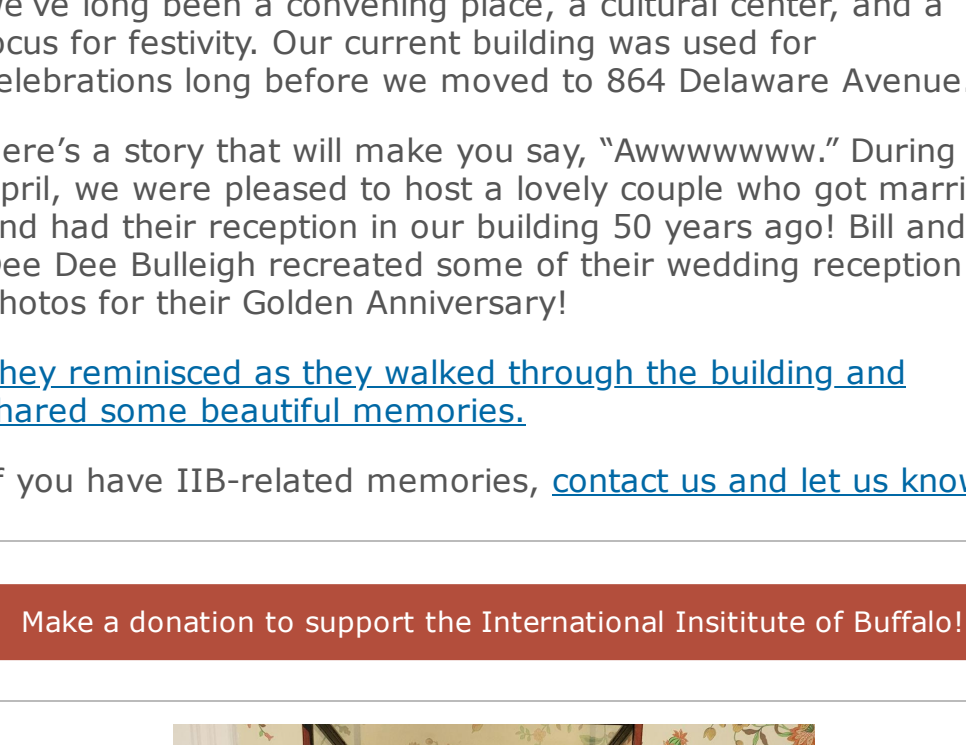 we've long been a convening place, a cultural center, and a
ocus for festivity. Our current building was used for
elebrations long before we moved to 864 Delaware Avenue.
ere's a story that will make you say, “Awwwwwww.” During
pril, we were pleased to host a lovely couple who got marri
nd had their reception in our building 50 years ago! Bill and
Dee Dee Bulleigh recreated some of their wedding reception
hotos for their Golden Anniversary!
hey reminisced as they walked through the building and
hared some beautiful memories.
f you have IIB-related memories, contact us and let us know
Make a donation to support the International Insititute of Buffalo!